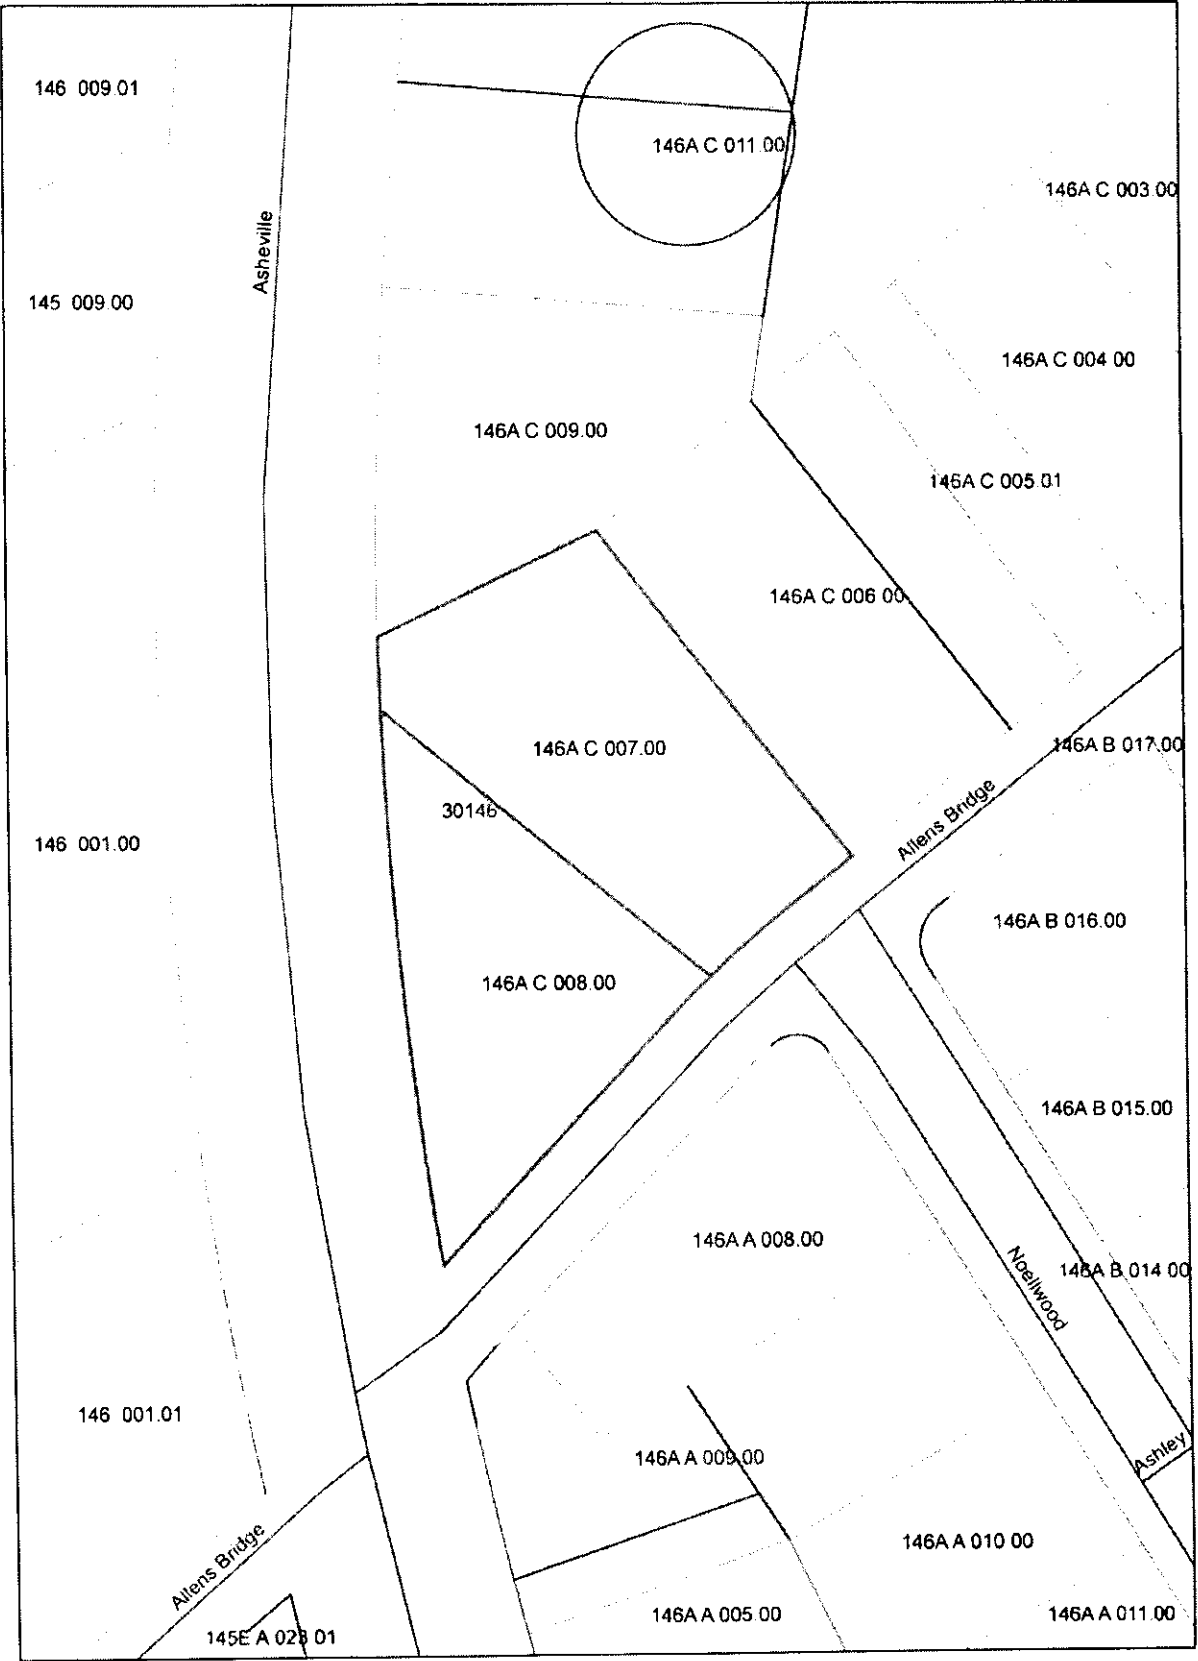 146 009.01
146A C 011.00
146A C 003 00
Asheville
145 009.00
146A C 004 00
146A C 009.00
146A C 005.01
146A C 006 00
146A C 007.00
146A B 017.00
30146
Allens Bridge
146 001.00
146A B 016.00
146A C 008.00
146A B 015.00
146A A 008.00
Noellwood
146A B 014 00
146 001.01
146A A 009.00
Ashley
146A A 010 00
Allens Bridge
146A A 005.00
146A A 011.00
145E A 023 01